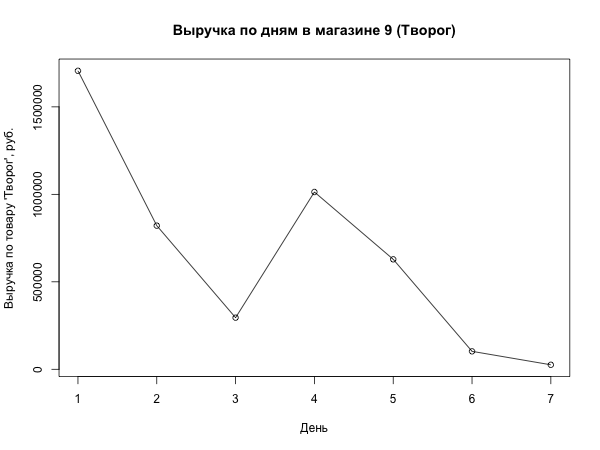 Выручка по дням в магазине 9 (Творог)
Выручка по товару 'Творог', руб.
1500000
1000000
500000
0
1 2 3 4 5 6 7
День